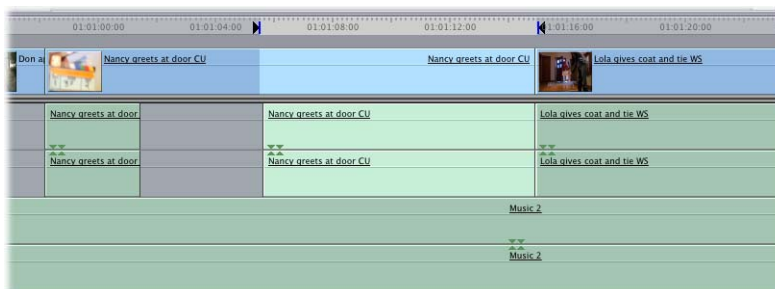 01:01:00:00 01:01:04:00 01:01:08:00 01:01:12:00 01:01:16:00 01:01:20:00
Don a Nancy greets at door CU Nancy greets at door CU Lola gives coat and tie WS
Nancy greets at door Nancy greets at door CU Lola gives coat and tie WS
Nancy greets at door Nancy greets at door CU Lola gives coat and tie WS
Music 2
Music 2